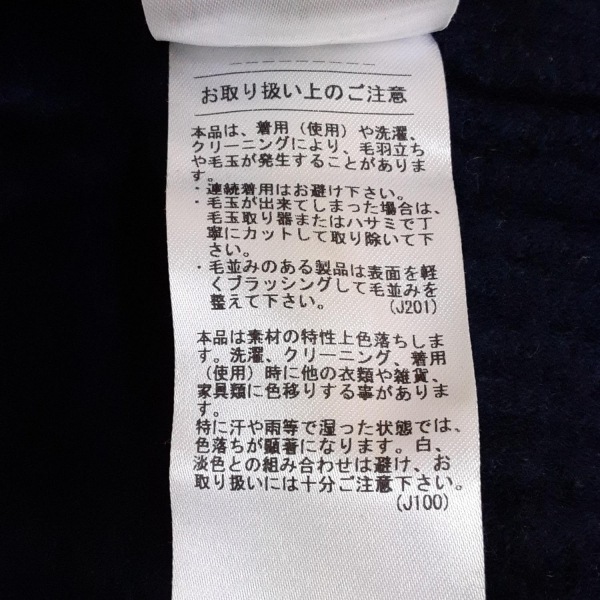 お取り扱い上のご注意
本品は、着用（使用）や洗濯、
クリーニングにより、毛羽立ち
や毛玉が発生することがありま
す。
・連続着用はお避け下さい。
・毛玉が出来てしまった場合は、
毛玉取り器またはハサミで丁
寧にカットして取り除いて下
さい。
・毛並みのある製品は表面を軽
くブラッシングして毛並みを
整えて下さい。 (J201)
本品は素材の特性上色落ちしま
す。洗濯、クリーニング、着用
（使用）時に他の衣類や雑貨、
家具類に色移りする事がありま
す。
特に汗や雨等で湿った状態では、
色落ちが顕著になります。白、
淡色との組み合わせは避け、お
取り扱いには十分ご注意下さい。
(J100)